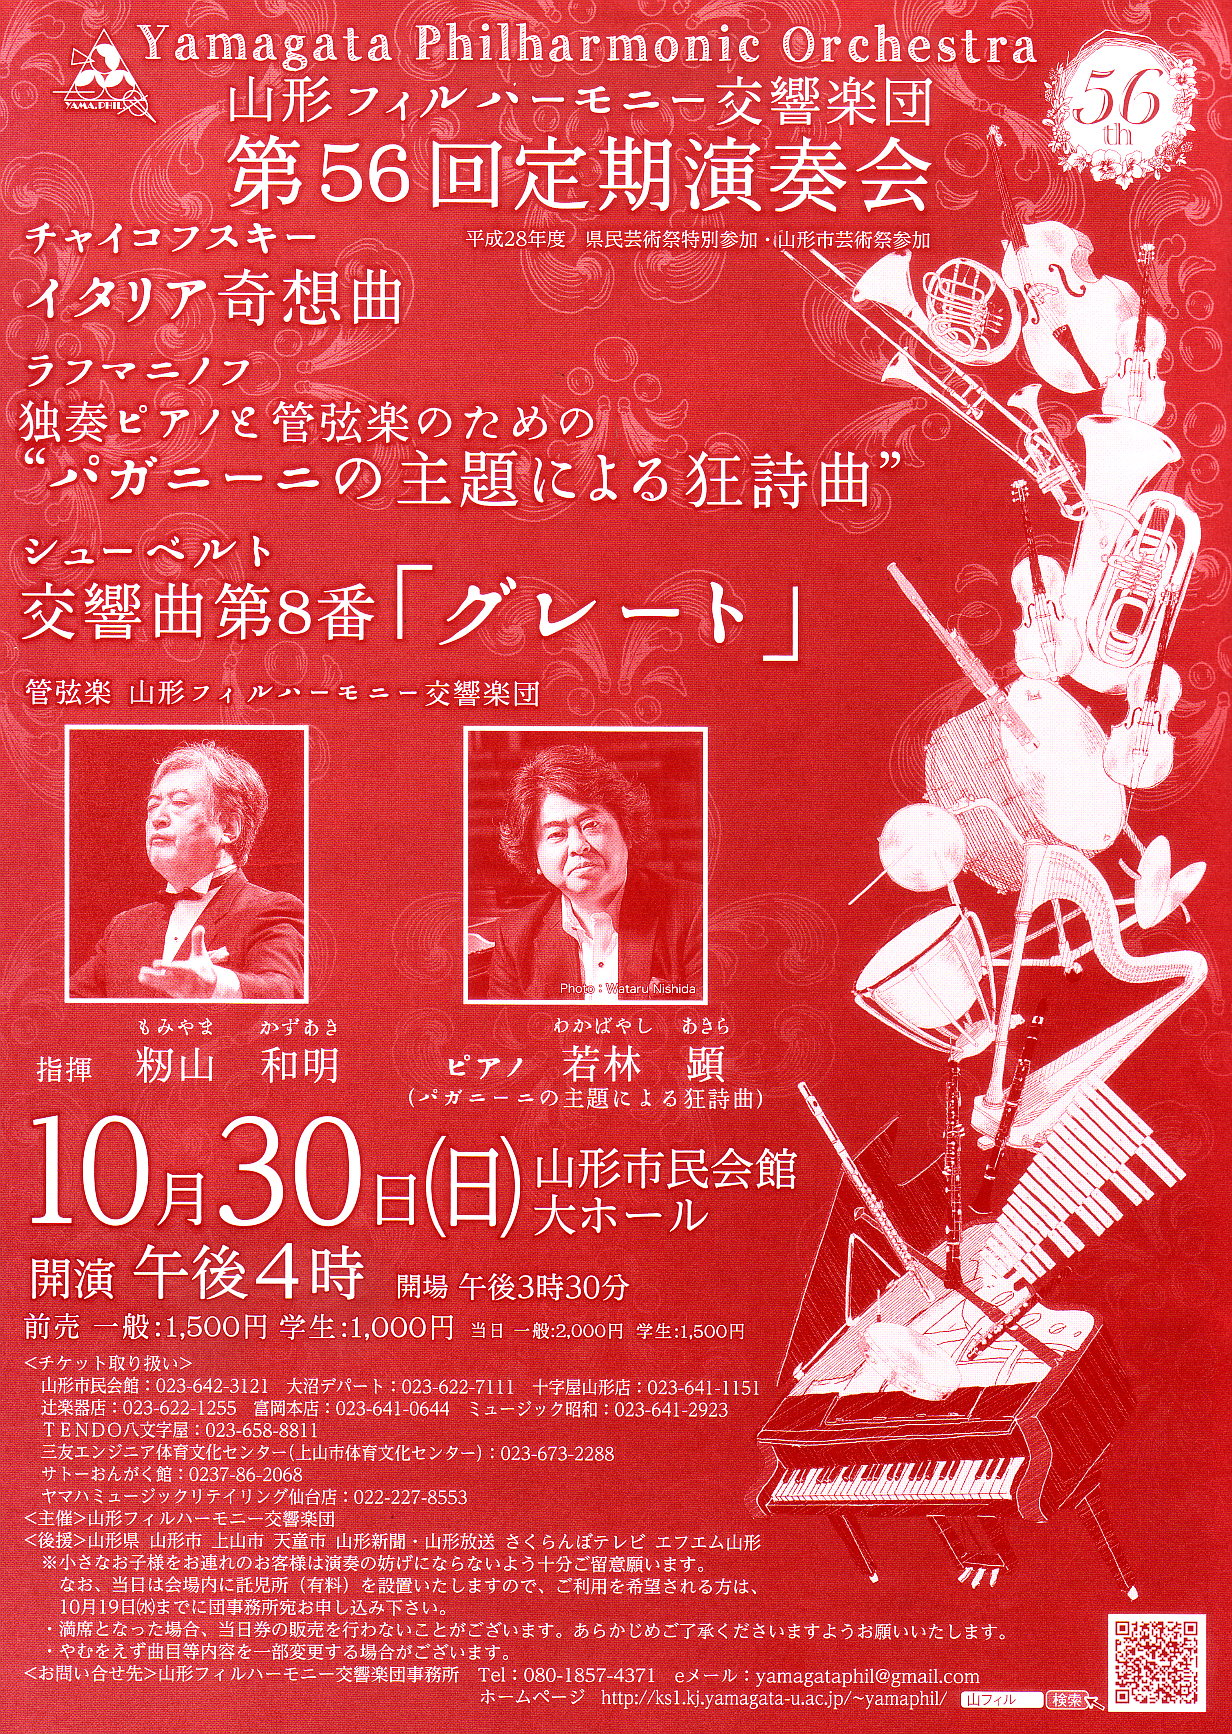 Yamagata Philharmonic Orchestra
YAMA.PHIL
56
th
山形フィルハーモニー交響楽団
第56回定期演奏会
平成28年度　県民芸術祭特別参加・山形市芸術祭参加
チャイコフスキー
イタリア奇想曲
ラフマニノフ
独奏ピアノと管弦楽のための
“パガニーニの主題による狂詩曲”
シューベルト
交響曲第8番「グレート」
管弦楽 山形フィルハーモニー交響楽団
Photo：Wataru Nishida
もみやま　かずあき
指揮　籾山　和明
わかばやし　あきら
ピアノ　若林　顕
(パガニーニの主題による狂詩曲)
10月30日(日)
山形市民会館
大ホール
開演 午後4時　開場 午後3時30分
前売 一般:1,500円 学生:1,000円 当日 一般:2,000円 学生:1,500円
<チケット取り扱い>
山形市民会館：023-642-3121　大沼デパート：023-622-7111　十字屋山形店：023-641-1151
辻楽器店：023-622-1255　富岡本店：023-641-0644　ミュージック昭和：023-641-2923
TENDO八文字屋：023-658-8811
三友エンジニア体育文化センター(上山市体育文化センター)：023-673-2288
サトーおんがく館：0237-86-2068
ヤマハミュージックリテイリング仙台店：022-227-8553
<主催>山形フィルハーモニー交響楽団
<後援>山形県 山形市 上山市 天童市 山形新聞・山形放送 さくらんぼテレビ エフエム山形
※小さなお子様をお連れのお客様は演奏の妨げにならないよう十分ご留意願います。
なお、当日は会場内に託児所（有料）を設置いたしますので、ご利用を希望される方は、
10月19日㈬までに団事務所宛お申し込み下さい。
・満席となった場合、当日券の販売を行わないことがございます。あらかじめご了承くださいますようお願いいたします。
・やむをえず曲目等内容を一部変更する場合がございます。
<お問い合せ先>山形フィルハーモニー交響楽団事務所　Tel：080-1857-4371　eメール：yamagataphil@gmail.com
ホームページ　http://ks1.kj.yamagata-u.ac.jp/~yamaphil/　山フィル　検索